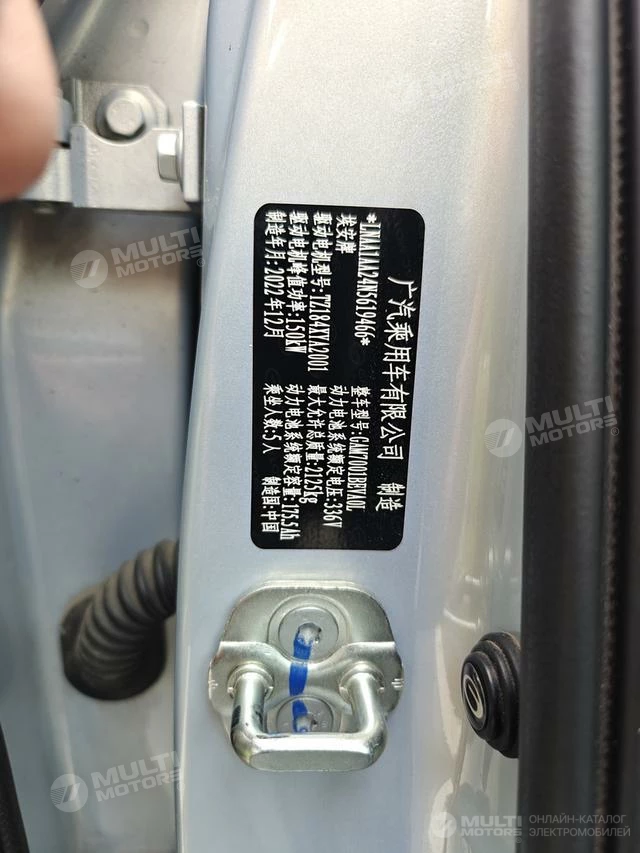 广汽乘用车有限公司 制造
*LNAA1AA24N5619466*
埃安牌 整车型号:GAM7001BEVA0L
驱动电机型号:TZ184XYA2001 动力电池系统额定电压:336V
驱动电机峰值功率:150kW 最大允许总质量:2125kg
制造年月:2022年12月 动力电池系统额定容量:175.5Ah
乘坐人数:5人
制造国:中国
MULTI
MOTORS
MULTI
MOTORS
MULTI
MOTORS
MULTI
MOTORS
MULTI
MOTORS
ОНЛАЙН-КАТАЛОГ
ЭЛЕКТРОМОБИЛЕЙ